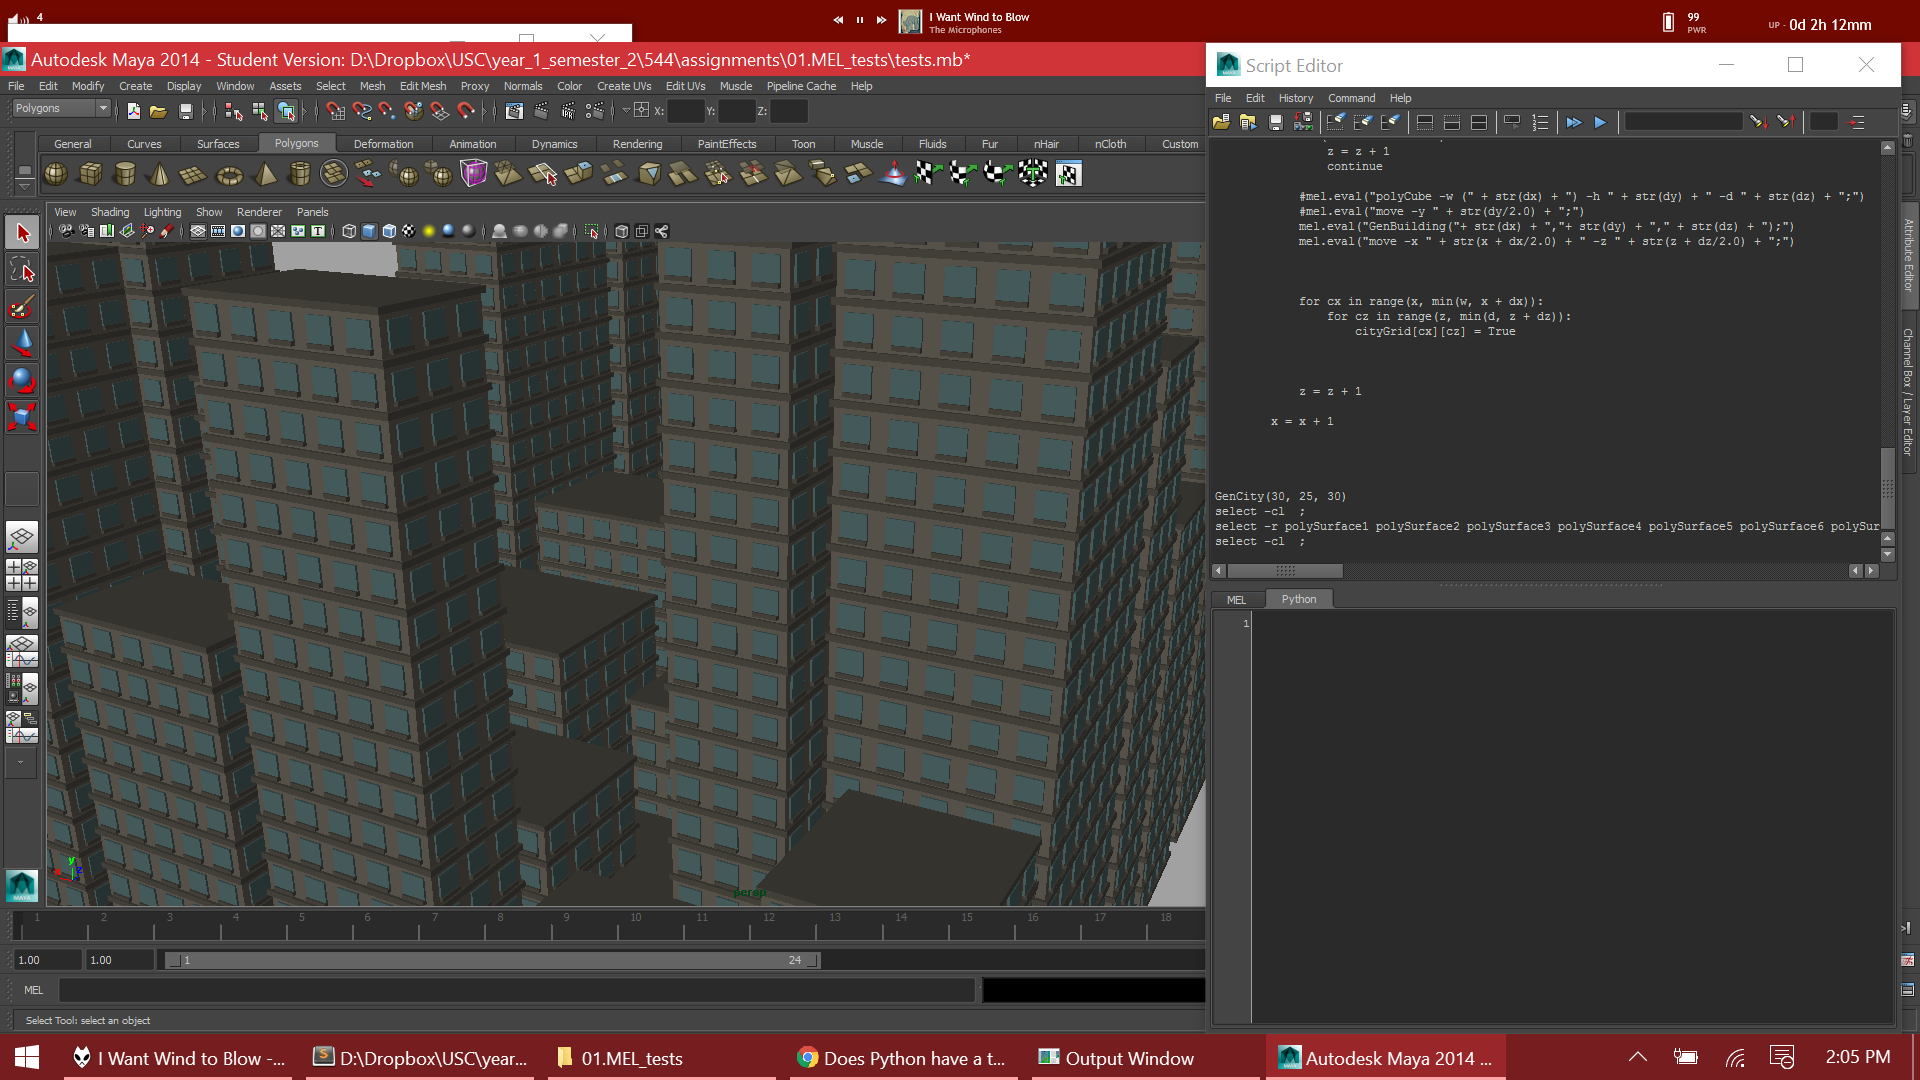 4
I Want Wind to Blow
The Microphones
99
PWR
UP - 0d 2h 12mm
Autodesk Maya 2014 - Student Version: D:\Dropbox\USC\year_1_semester_2\544\assignments\01.MEL_tests\tests.mb*
File Edit Modify Create Display Window Assets Select Mesh Edit Mesh Proxy Normals Color Create UVs Edit UVs Muscle Pipeline Cache Help
Polygons
X: Y: Z:
General Curves Surfaces Polygons Deformation Animation Dynamics Rendering PaintEffects Toon Muscle Fluids Fur nHair nCloth Custom
View Shading Lighting Show Renderer Panels
persp
y
1 2 3 4 5 6 7 8 9 10 11 12 13 14 15 16 17 18
1.00 1.00 1 24
MEL
Select Tool: select an object
Script Editor
File Edit History Command Help
z = z + 1
continue
#mel.eval("polyCube -w (" + str(dx) + ") -h " + str(dy) + " -d " + str(dz) + ";")
#mel.eval("move -y " + str(dy/2.0) + ";")
mel.eval("GenBuilding("+ str(dx) + ","+ str(dy) + "," + str(dz) + ");")
mel.eval("move -x " + str(x + dx/2.0) + " -z " + str(z + dz/2.0) + ";")
for cx in range(x, min(w, x + dx)):
for cz in range(z, min(d, z + dz)):
cityGrid[cx][cz] = True
z = z + 1
x = x + 1
GenCity(30, 25, 30)
select -cl  ;
select -r polySurface1 polySurface2 polySurface3 polySurface4 polySurface5 polySurface6 polySur
select -cl  ;
MEL Python
1
Attribute Editor
Channel Box / Layer Editor
I Want Wind to Blow -...
D:\Dropbox\USC\year...
01.MEL_tests
Does Python have a t...
Output Window
Autodesk Maya 2014 ...
2:05 PM